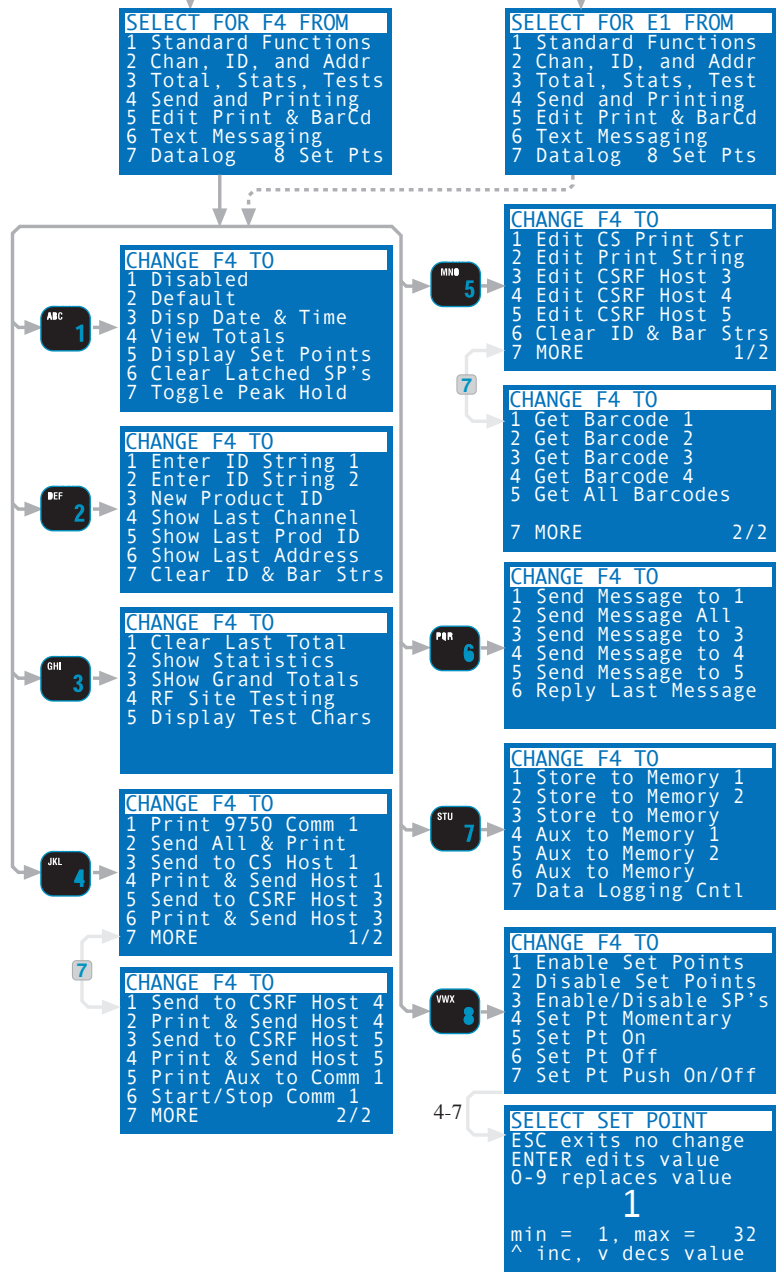 SELECT FOR F4 FROM
1 Standard Functions
2 Chan, ID, and Addr
3 Total, Stats, Tests
4 Send and Printing
5 Edit Print & BarCd
6 Text Messaging
7 Datalog 8 Set Pts
SELECT FOR E1 FROM
1 Standard Functions
2 Chan, ID, and Addr
3 Total, Stats, Test
4 Send and Printing
5 Edit Print & BarCd
6 Text Messaging
7 Datalog 8 Set Pts
ABC
1
CHANGE F4 TO
1 Disabled
2 Default
3 Disp Date & Time
4 View Totals
5 Display Set Points
6 Clear Latched SP's
7 Toggle Peak Hold
DEF
2
CHANGE F4 TO
1 Enter ID String 1
2 Enter ID String 2
3 New Product ID
4 Show Last Channel
5 Show Last Prod ID
6 Show Last Address
7 Clear ID & Bar Strs
GHI
3
CHANGE F4 TO
1 Clear Last Total
2 Show Statistics
3 SHow Grand Totals
4 RF Site Testing
5 Display Test Chars
JKL
4
CHANGE F4 TO
1 Print 9750 Comm 1
2 Send All & Print
3 Send to CS Host 1
4 Print & Send Host 1
5 Send to CSRF Host 3
6 Print & Send Host 3
7 MORE 1/2
7
CHANGE F4 TO
1 Send to CSRF Host 4
2 Print & Send Host 4
3 Send to CSRF Host 5
4 Print & Send Host 5
5 Print Aux to Comm 1
6 Start/Stop Comm 1
7 MORE 2/2
MNO
5
CHANGE F4 TO
1 Edit CS Print Str
2 Edit Print String
3 Edit CSRF Host 3
4 Edit CSRF Host 4
5 Edit CSRF Host 5
6 Clear ID & Bar Strs
7 MORE 1/2
7
CHANGE F4 TO
1 Get Barcode 1
2 Get Barcode 2
3 Get Barcode 3
4 Get Barcode 4
5 Get All Barcodes
7 MORE 2/2
PQR
6
CHANGE F4 TO
1 Send Message to 1
2 Send Message All
3 Send Message to 3
4 Send Message to 4
5 Send Message to 5
6 Reply Last Message
STU
7
CHANGE F4 TO
1 Store to Memory 1
2 Store to Memory 2
3 Store to Memory
4 Aux to Memory 1
5 Aux to Memory 2
6 Aux to Memory
7 Data Logging Cntl
VWX
8
CHANGE F4 TO
1 Enable Set Points
2 Disable Set Points
3 Enable/Disable SP's
4 Set Pt Momentary
5 Set Pt On
6 Set Pt Off
7 Set Pt Push On/Off
4-7
SELECT SET POINT
ESC exits no change
ENTER edits value
0-9 replaces value
1
min = 1, max = 32
^ inc, v decs value